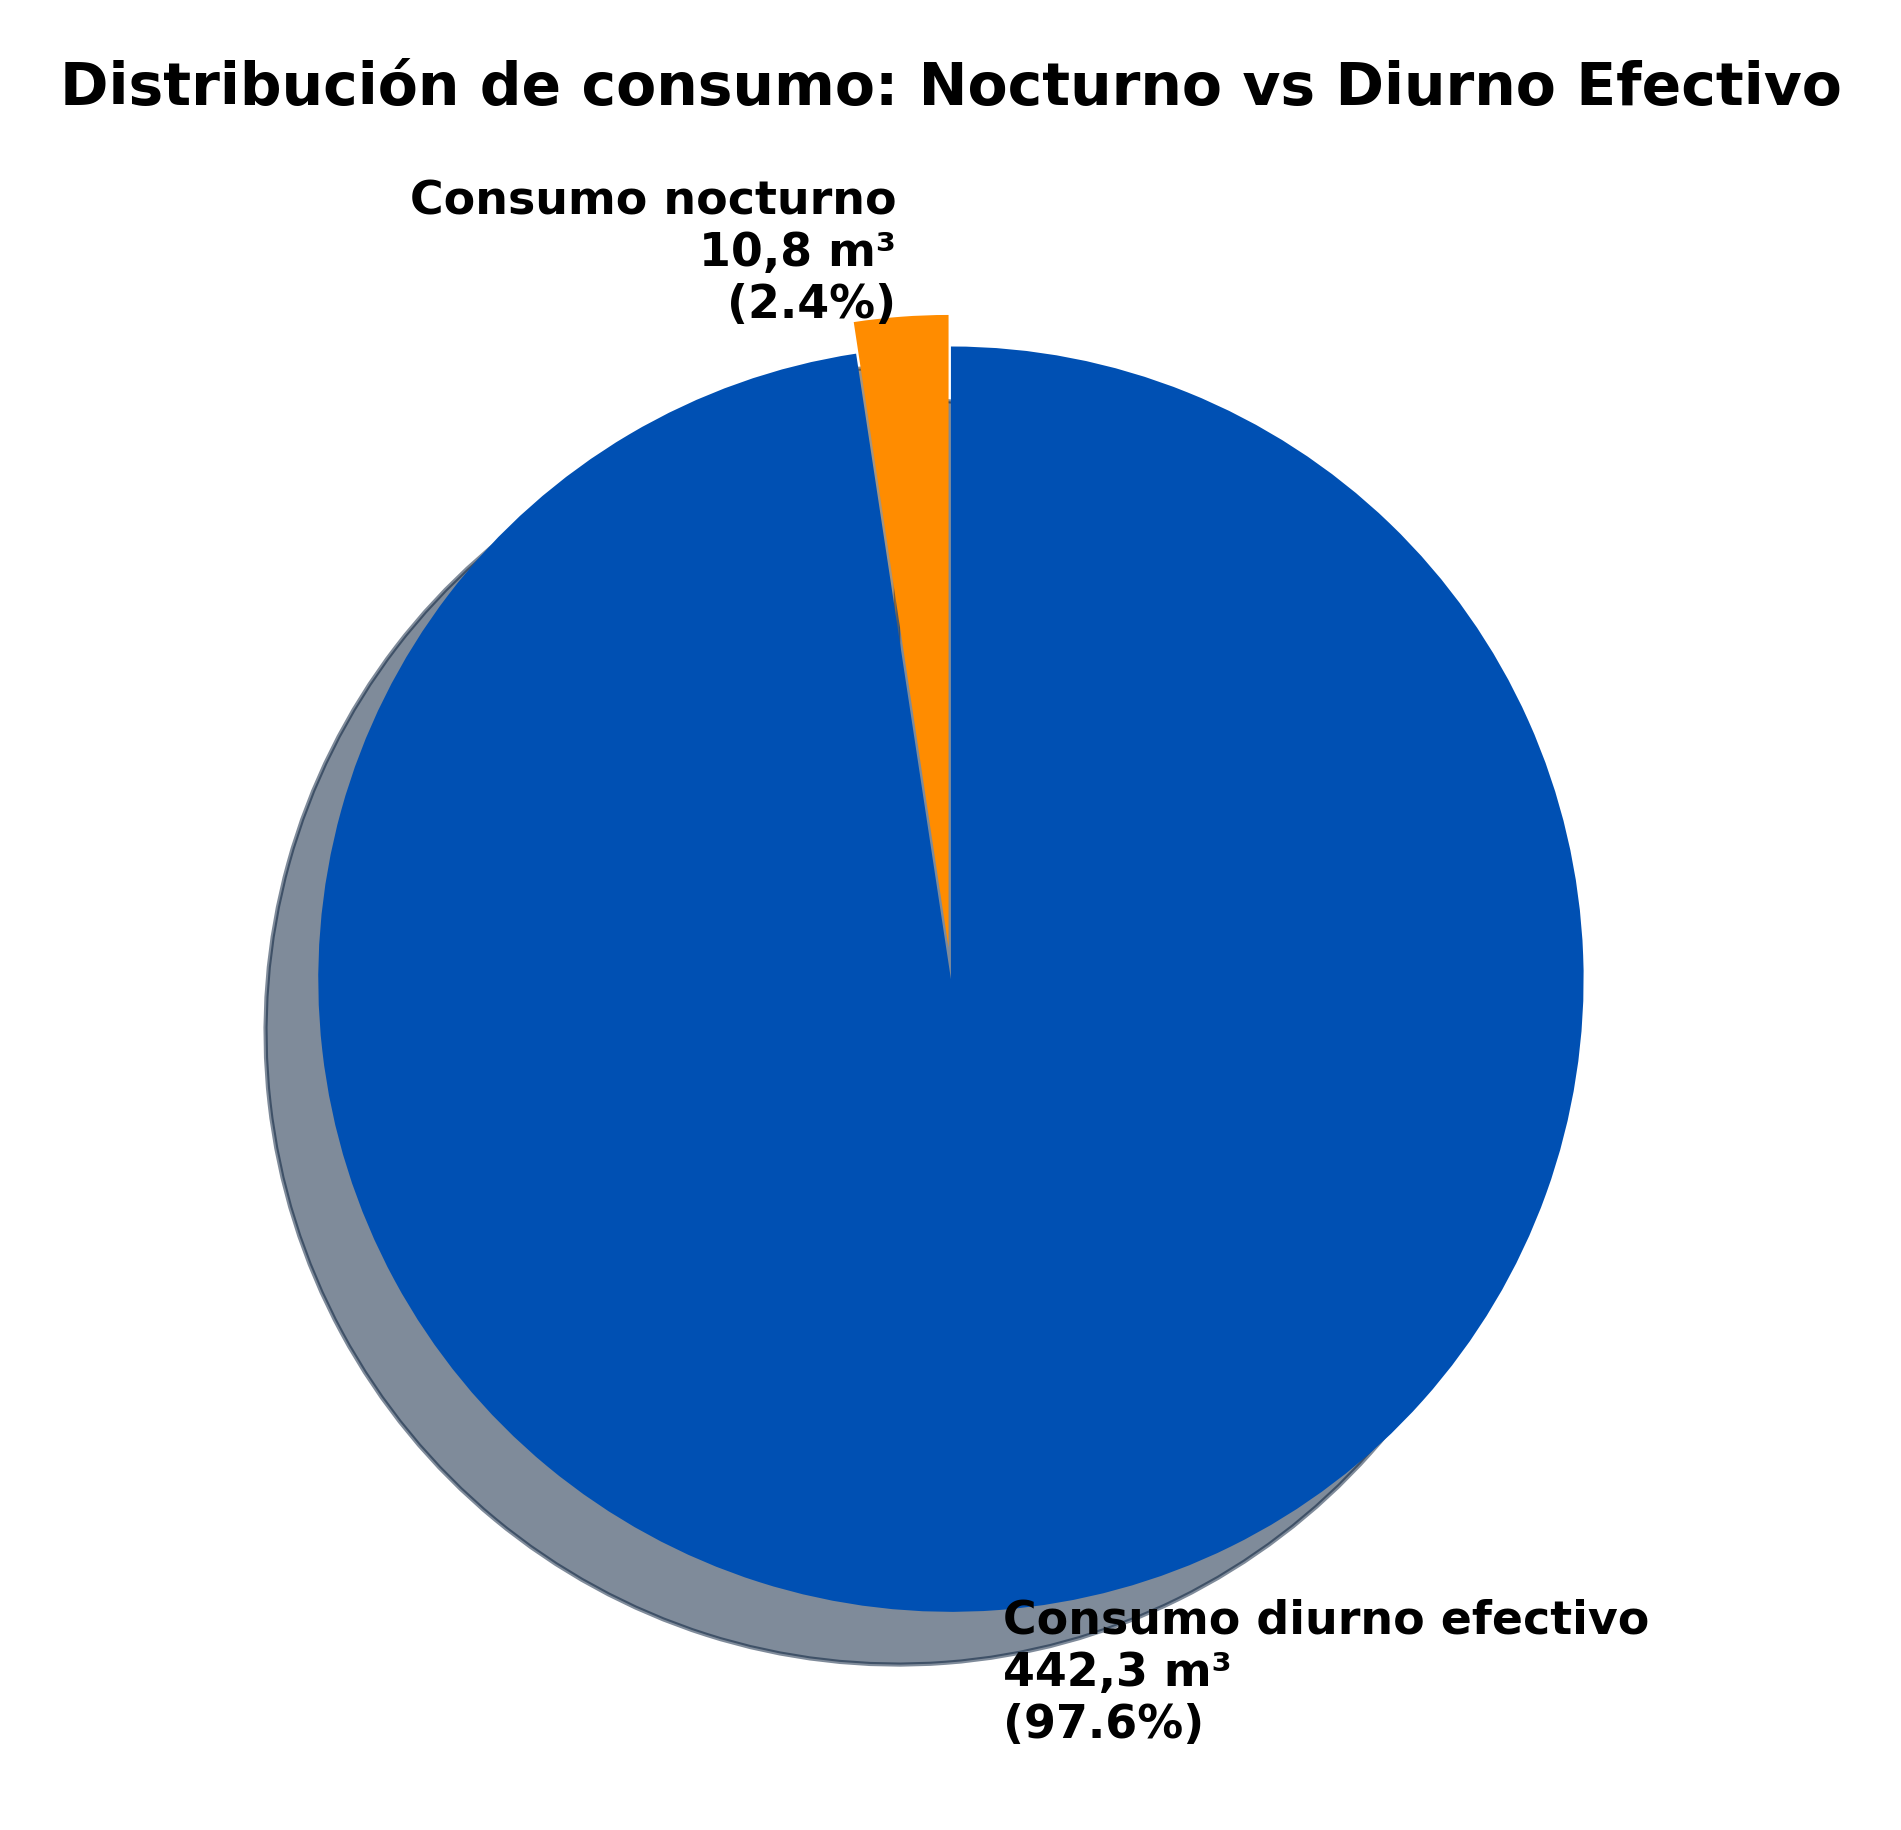 Distribución de consumo: Nocturno vs Diurno Efectivo
Consumo nocturno
10,8 m³
(2.4%)
Consumo diurno efectivo
442,3 m³
(97.6%)